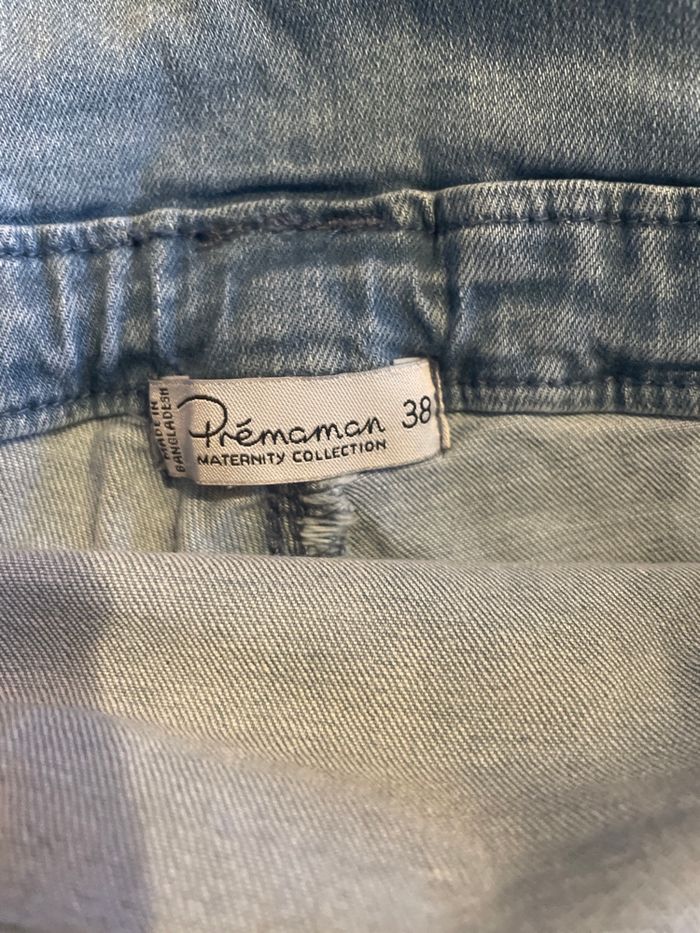 MADE IN
BANGLADESH
Prémaman 38
MATERNITY COLLECTION